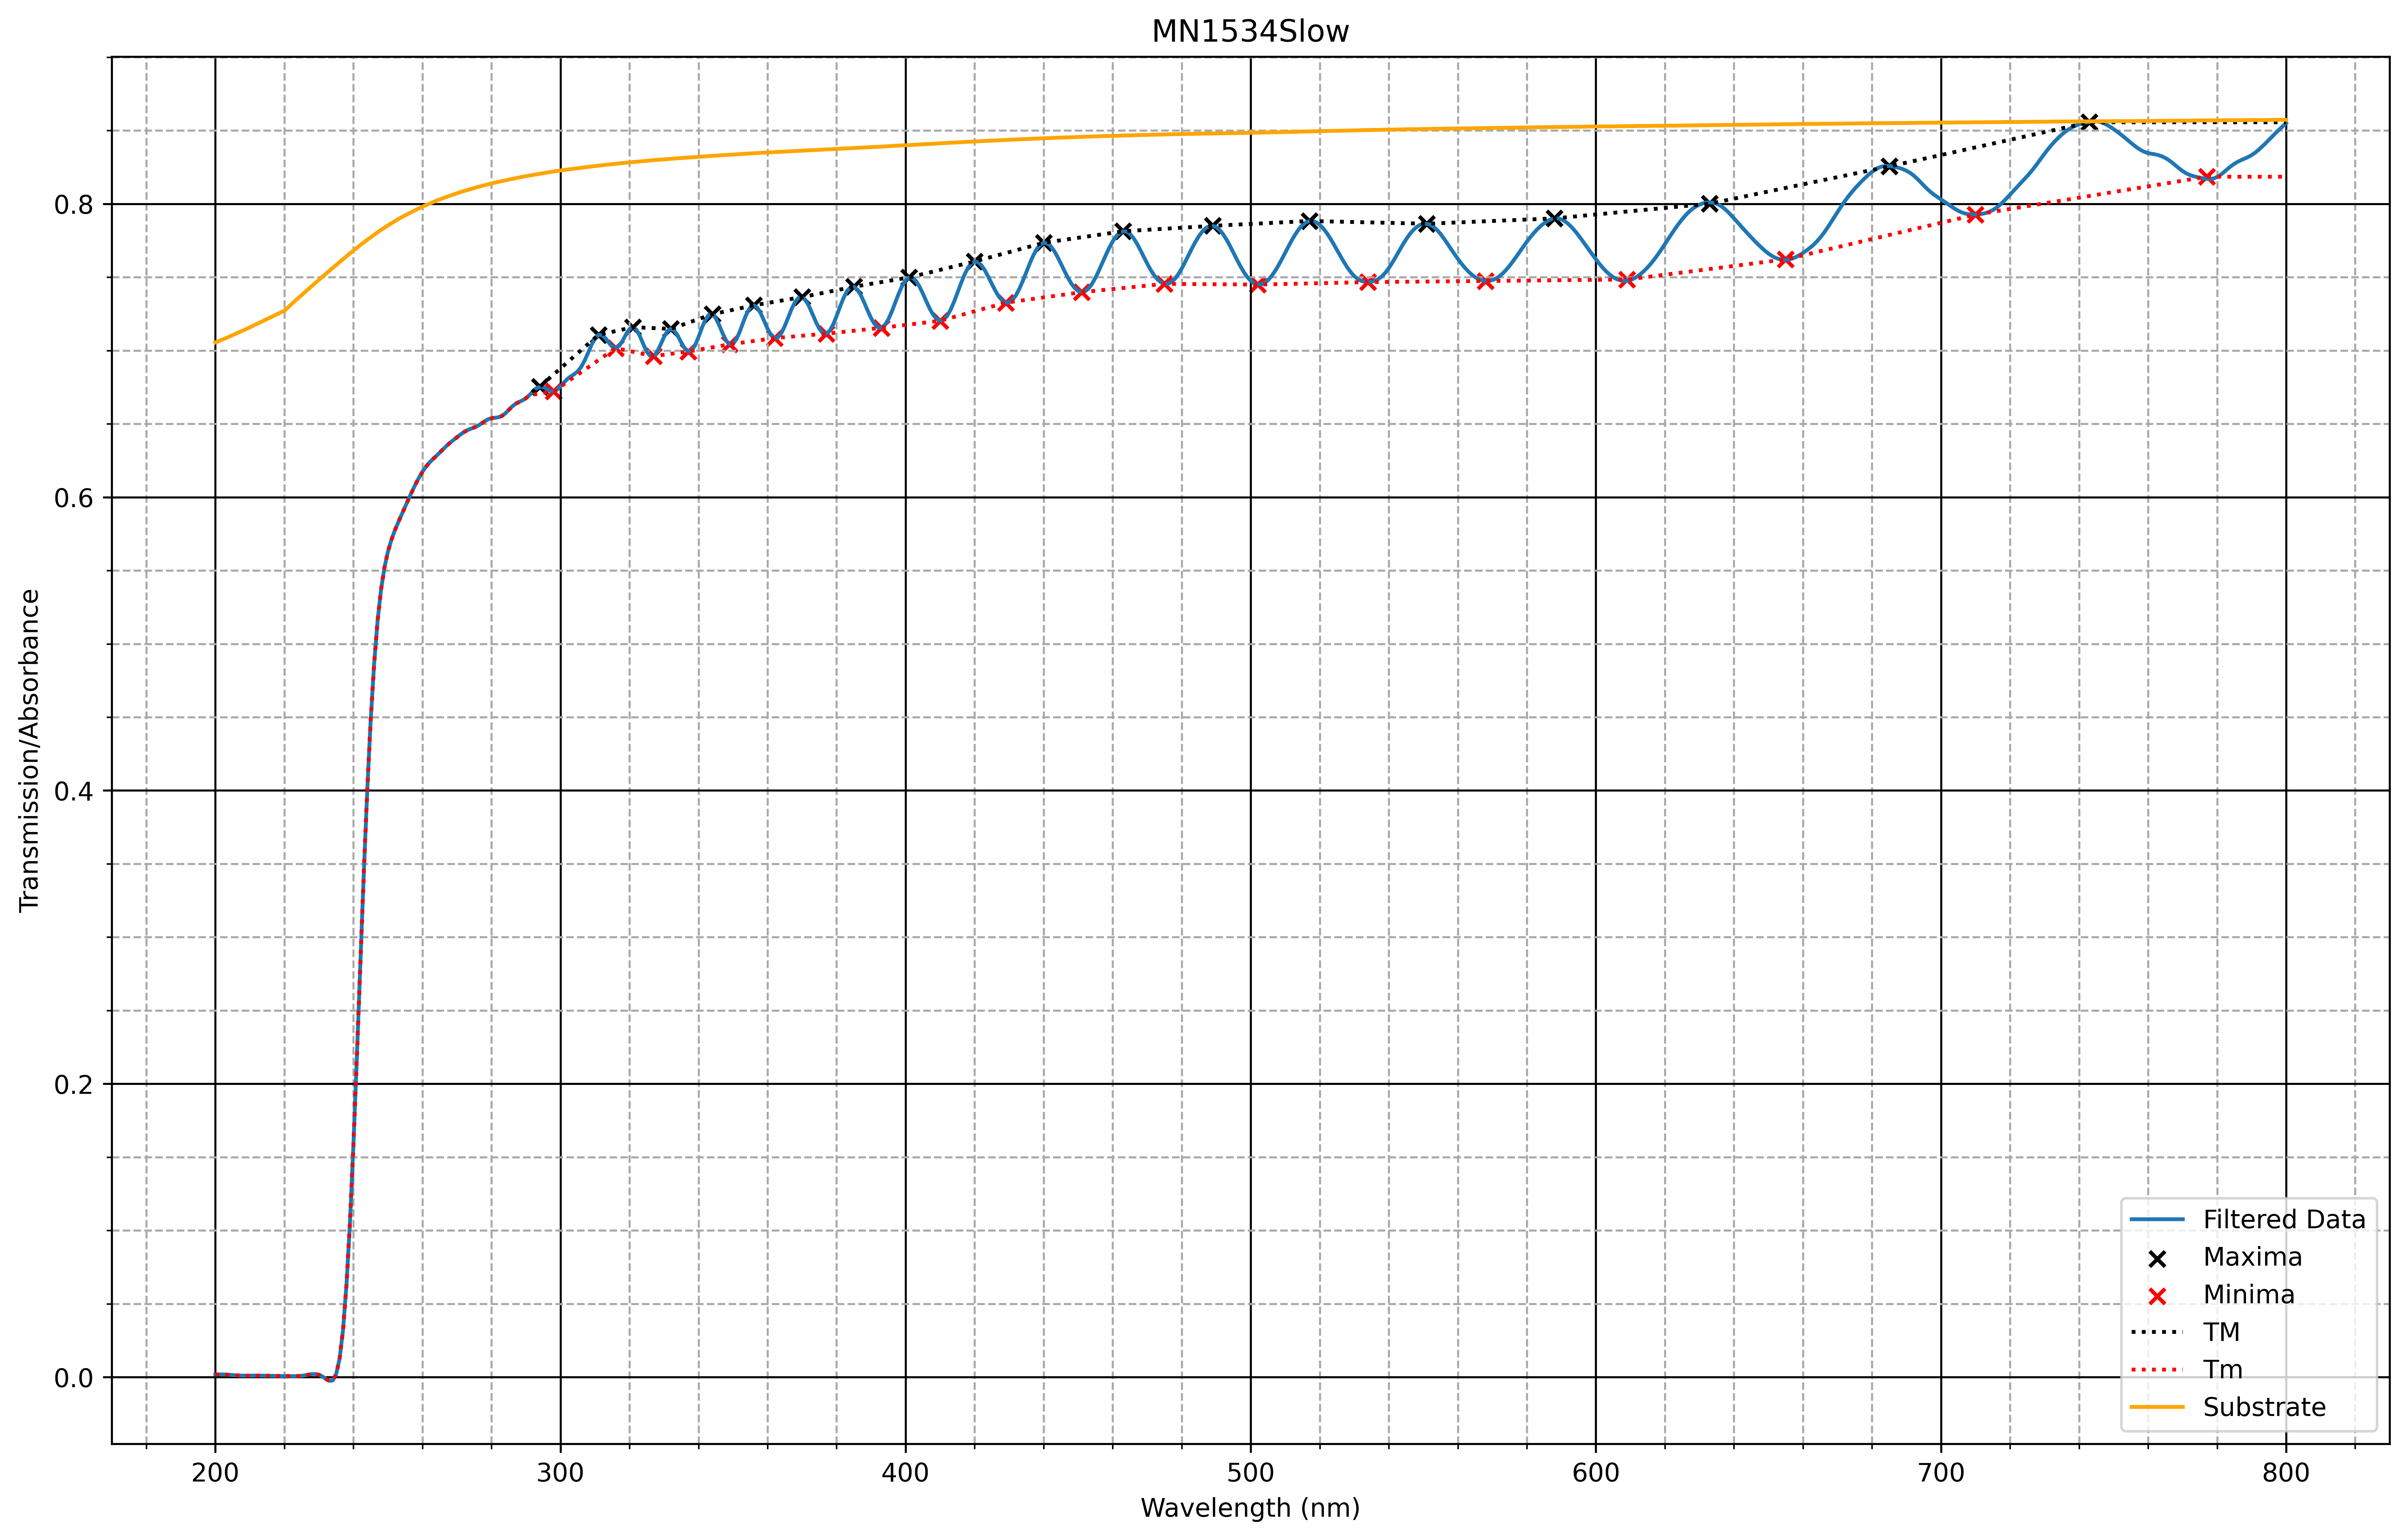 MN1534Slow
Transmission/Absorbance
0.8
0.6
0.4
0.2
0.0
200 300 400 500 600 700 800
Wavelength (nm)
Filtered Data
Maxima
Minima
TM
Tm
Substrate